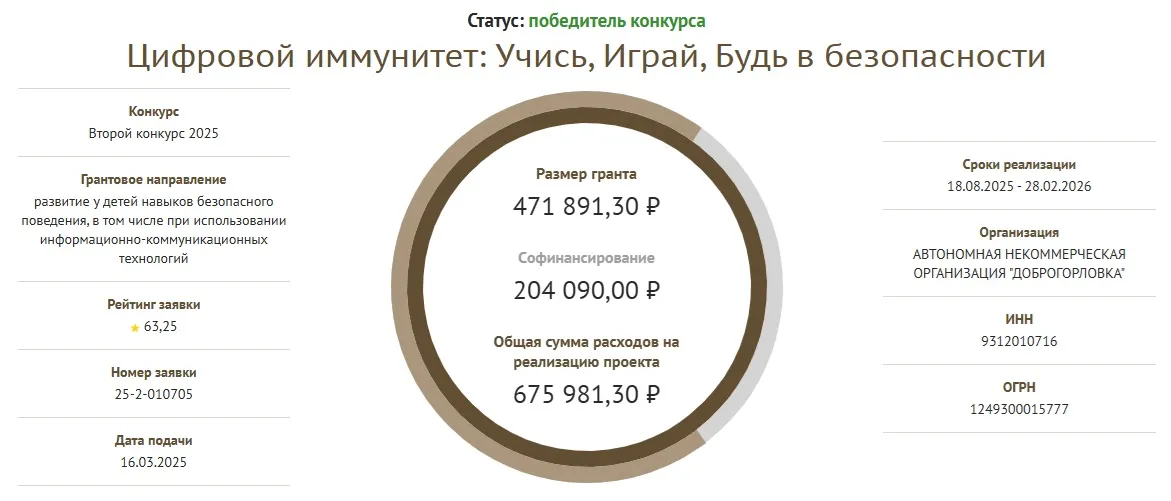 Статус: победитель конкурса
Цифровой иммунитет: Учись, Играй, Будь в безопасности
Конкурс
Второй конкурс 2025
Грантовое направление
развитие у детей навыков безопасного
поведения, в том числе при использовании
информационно-коммуникационных
технологий
Рейтинг заявки
63,25
Номер заявки
25-2-010705
Дата подачи
16.03.2025
Размер гранта
471 891,30 ₽
Софинансирование
204 090,00 ₽
Общая сумма расходов на
реализацию проекта
675 981,30 ₽
Сроки реализации
18.08.2025 - 28.02.2026
Организация
АВТОНОМНАЯ НЕКОММЕРЧЕСКАЯ
ОРГАНИЗАЦИЯ "ДОБРОГОРЛОВКА"
ИНН
9312010716
ОГРН
1249300015777